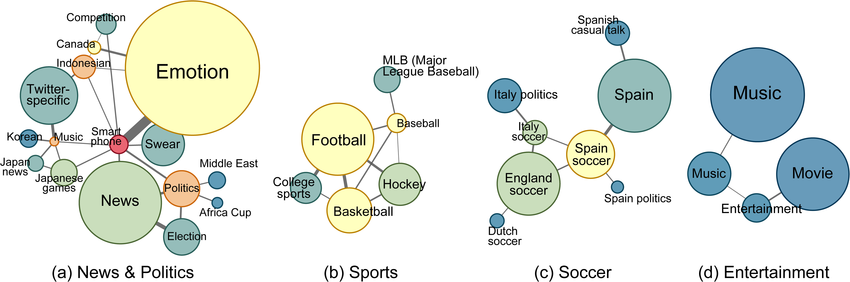 Competition
Canada
Indonesian
Emotion
Twitter-
specific
Korean
Music
Smart
phone
Swear
Japan
news
Japanese
games
News
Politics
Middle East
Africa Cup
Election
(a) News & Politics
MLB (Major
League Baseball)
Baseball
Football
College
sports
Hockey
Basketball
(b) Sports
Spanish
casual talk
Spain
Italy politics
Italy
soccer
Spain
soccer
England
soccer
Spain politics
Dutch
soccer
(c) Soccer
Music
Music
Movie
Entertainment
(d) Entertainment